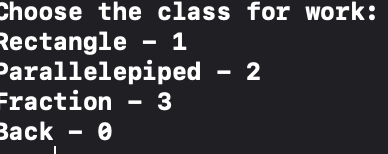 Choose the class for work:
Rectangle - 1
Parallelepiped - 2
Fraction - 3
Back - 0